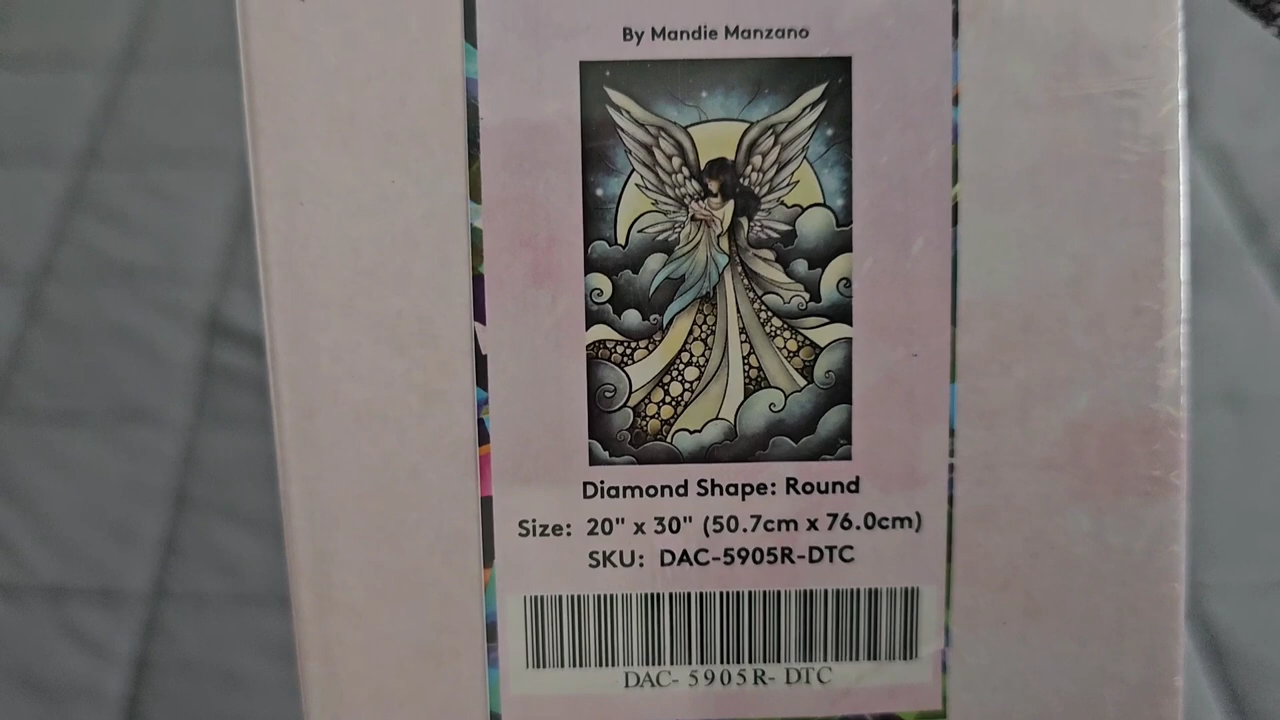 By Mandie Manzano
Diamond Shape: Round
Size: 20" x 30" (50.7cm x 76.0cm)
SKU: DAC-5905R-DTC
DAC- 5905R- DTC